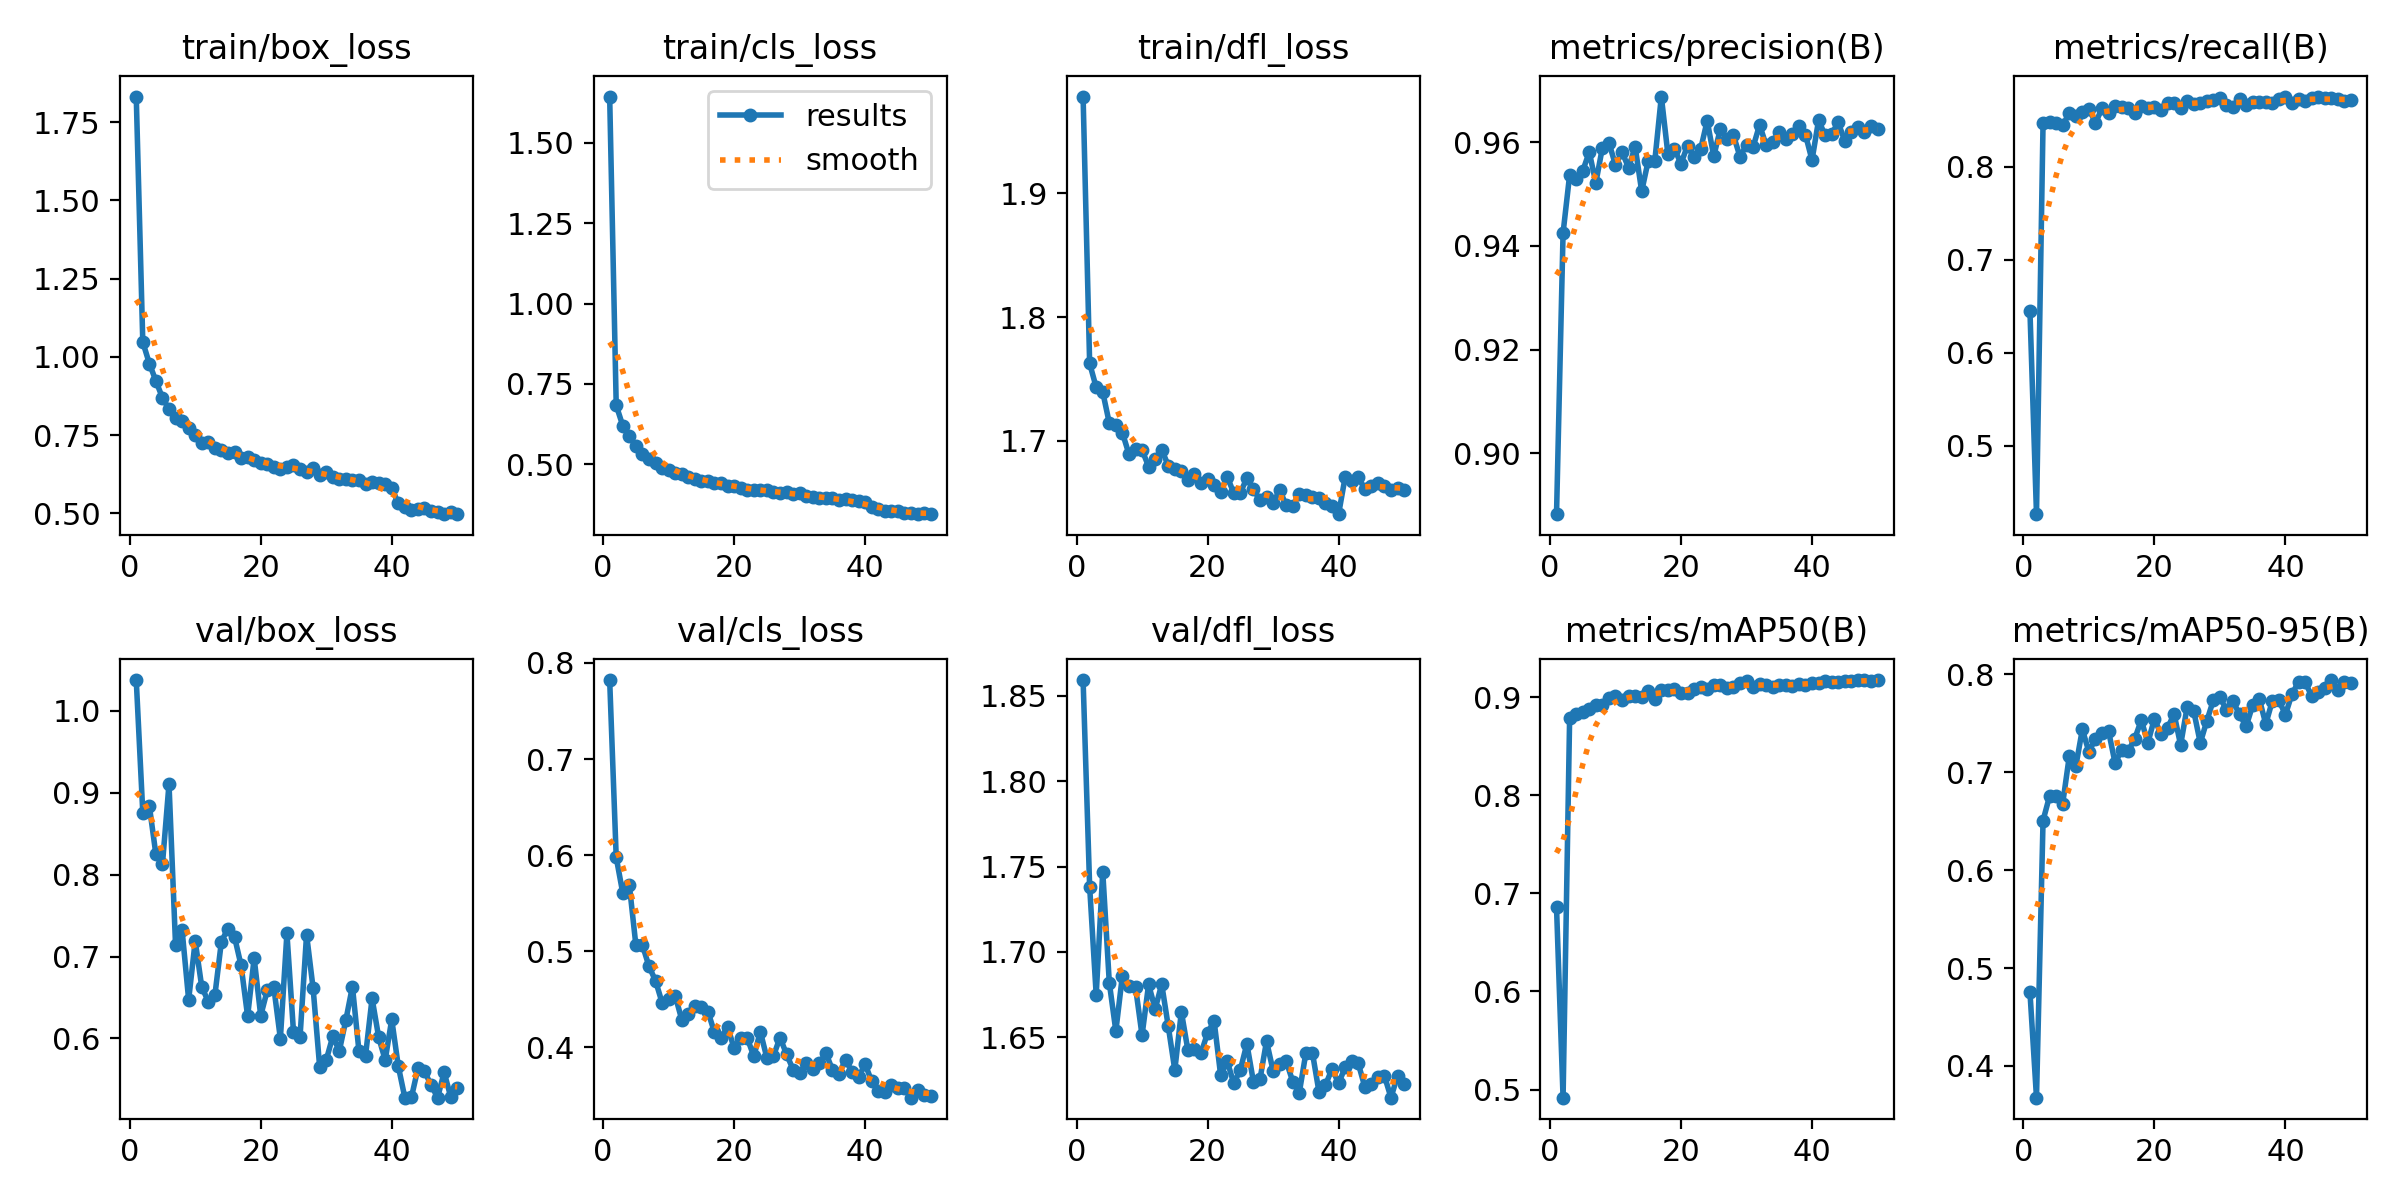 train/box_loss
1.75
1.50
1.25
1.00
0.75
0.50
0 20 40
train/cls_loss
results
smooth
1.50
1.25
1.00
0.75
0.50
0 20 40
train/dfl_loss
1.9
1.8
1.7
0 20 40
metrics/precision(B)
0.96
0.94
0.92
0.90
0 20 40
metrics/recall(B)
0.8
0.7
0.6
0.5
0 20 40
val/box_loss
1.0
0.9
0.8
0.7
0.6
0 20 40
val/cls_loss
0.8
0.7
0.6
0.5
0.4
0 20 40
val/dfl_loss
1.85
1.80
1.75
1.70
1.65
0 20 40
metrics/mAP50(B)
0.9
0.8
0.7
0.6
0.5
0 20 40
metrics/mAP50-95(B)
0.8
0.7
0.6
0.5
0.4
0 20 40